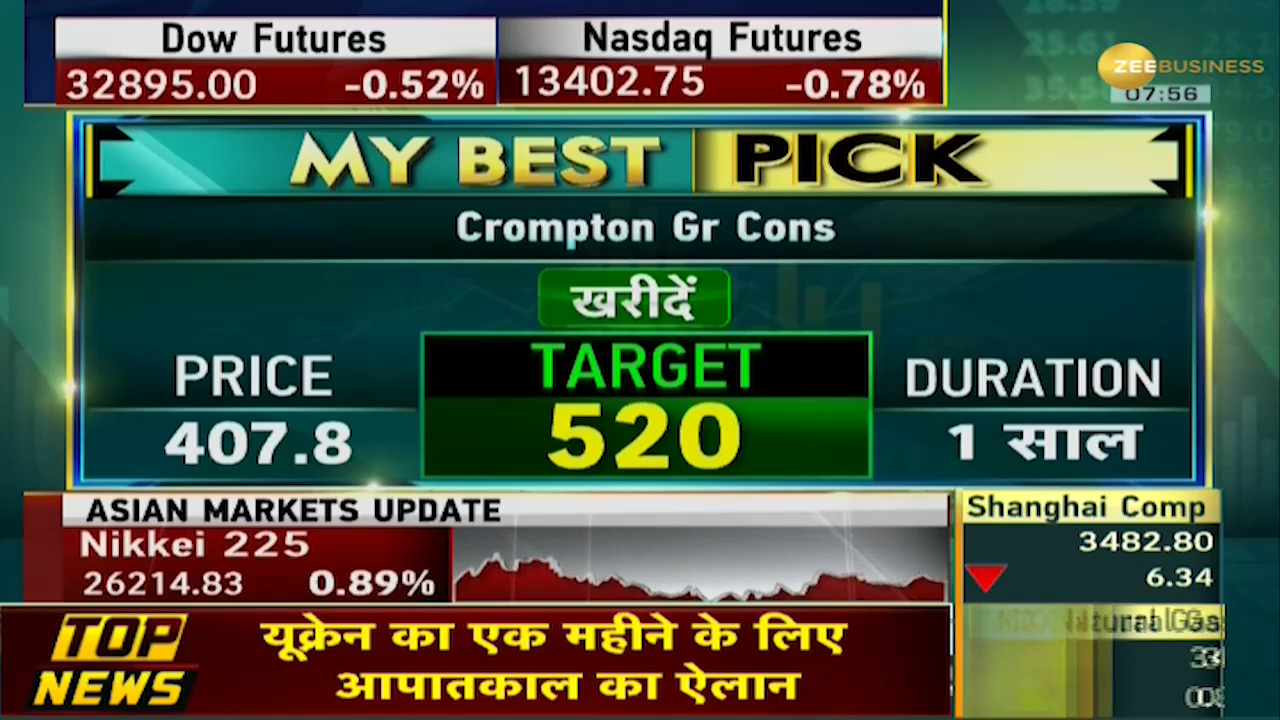 Dow Futures
32895.00 -0.52%
Nasdaq Futures
13402.75 -0.78%
ZEEBUSINESS
07:56
MY BEST PICK
Crompton Gr Cons
खरीदें
PRICE
407.8
TARGET
520
DURATION
1 साल
ASIAN MARKETS UPDATE
Nikkei 225
26214.83 0.89%
Shanghai Comp
3482.80
6.34
TOP
NEWS
यूक्रेन का एक महीने के लिए
आपातकाल का ऐलान